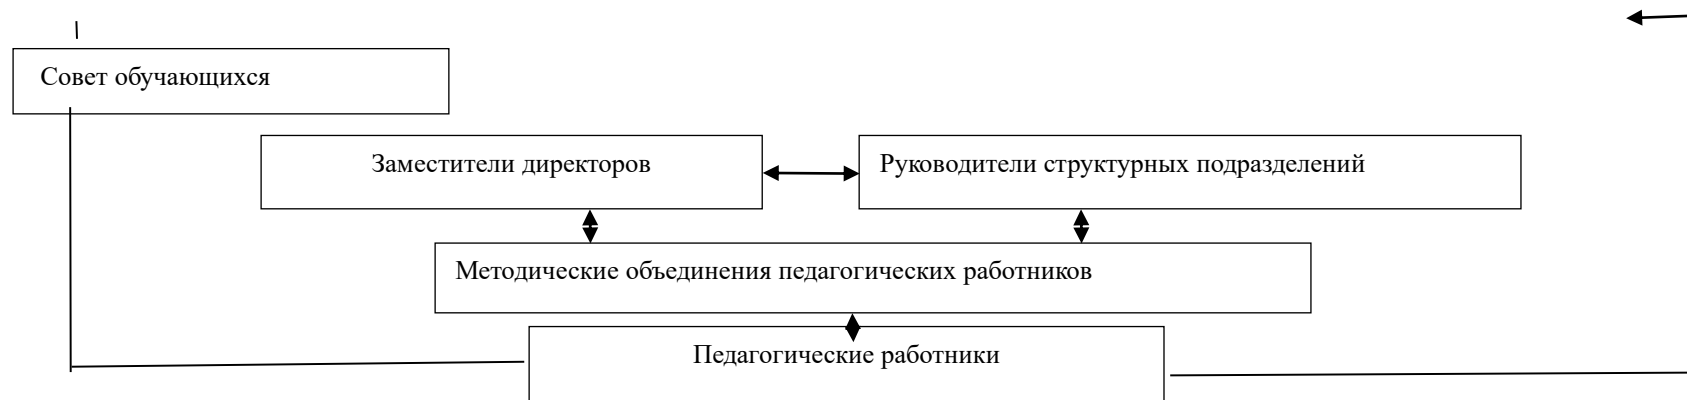 Совет обучающихся
Заместители директоров
Руководители структурных подразделений
Методические объединения педагогических работников
Педагогические работники